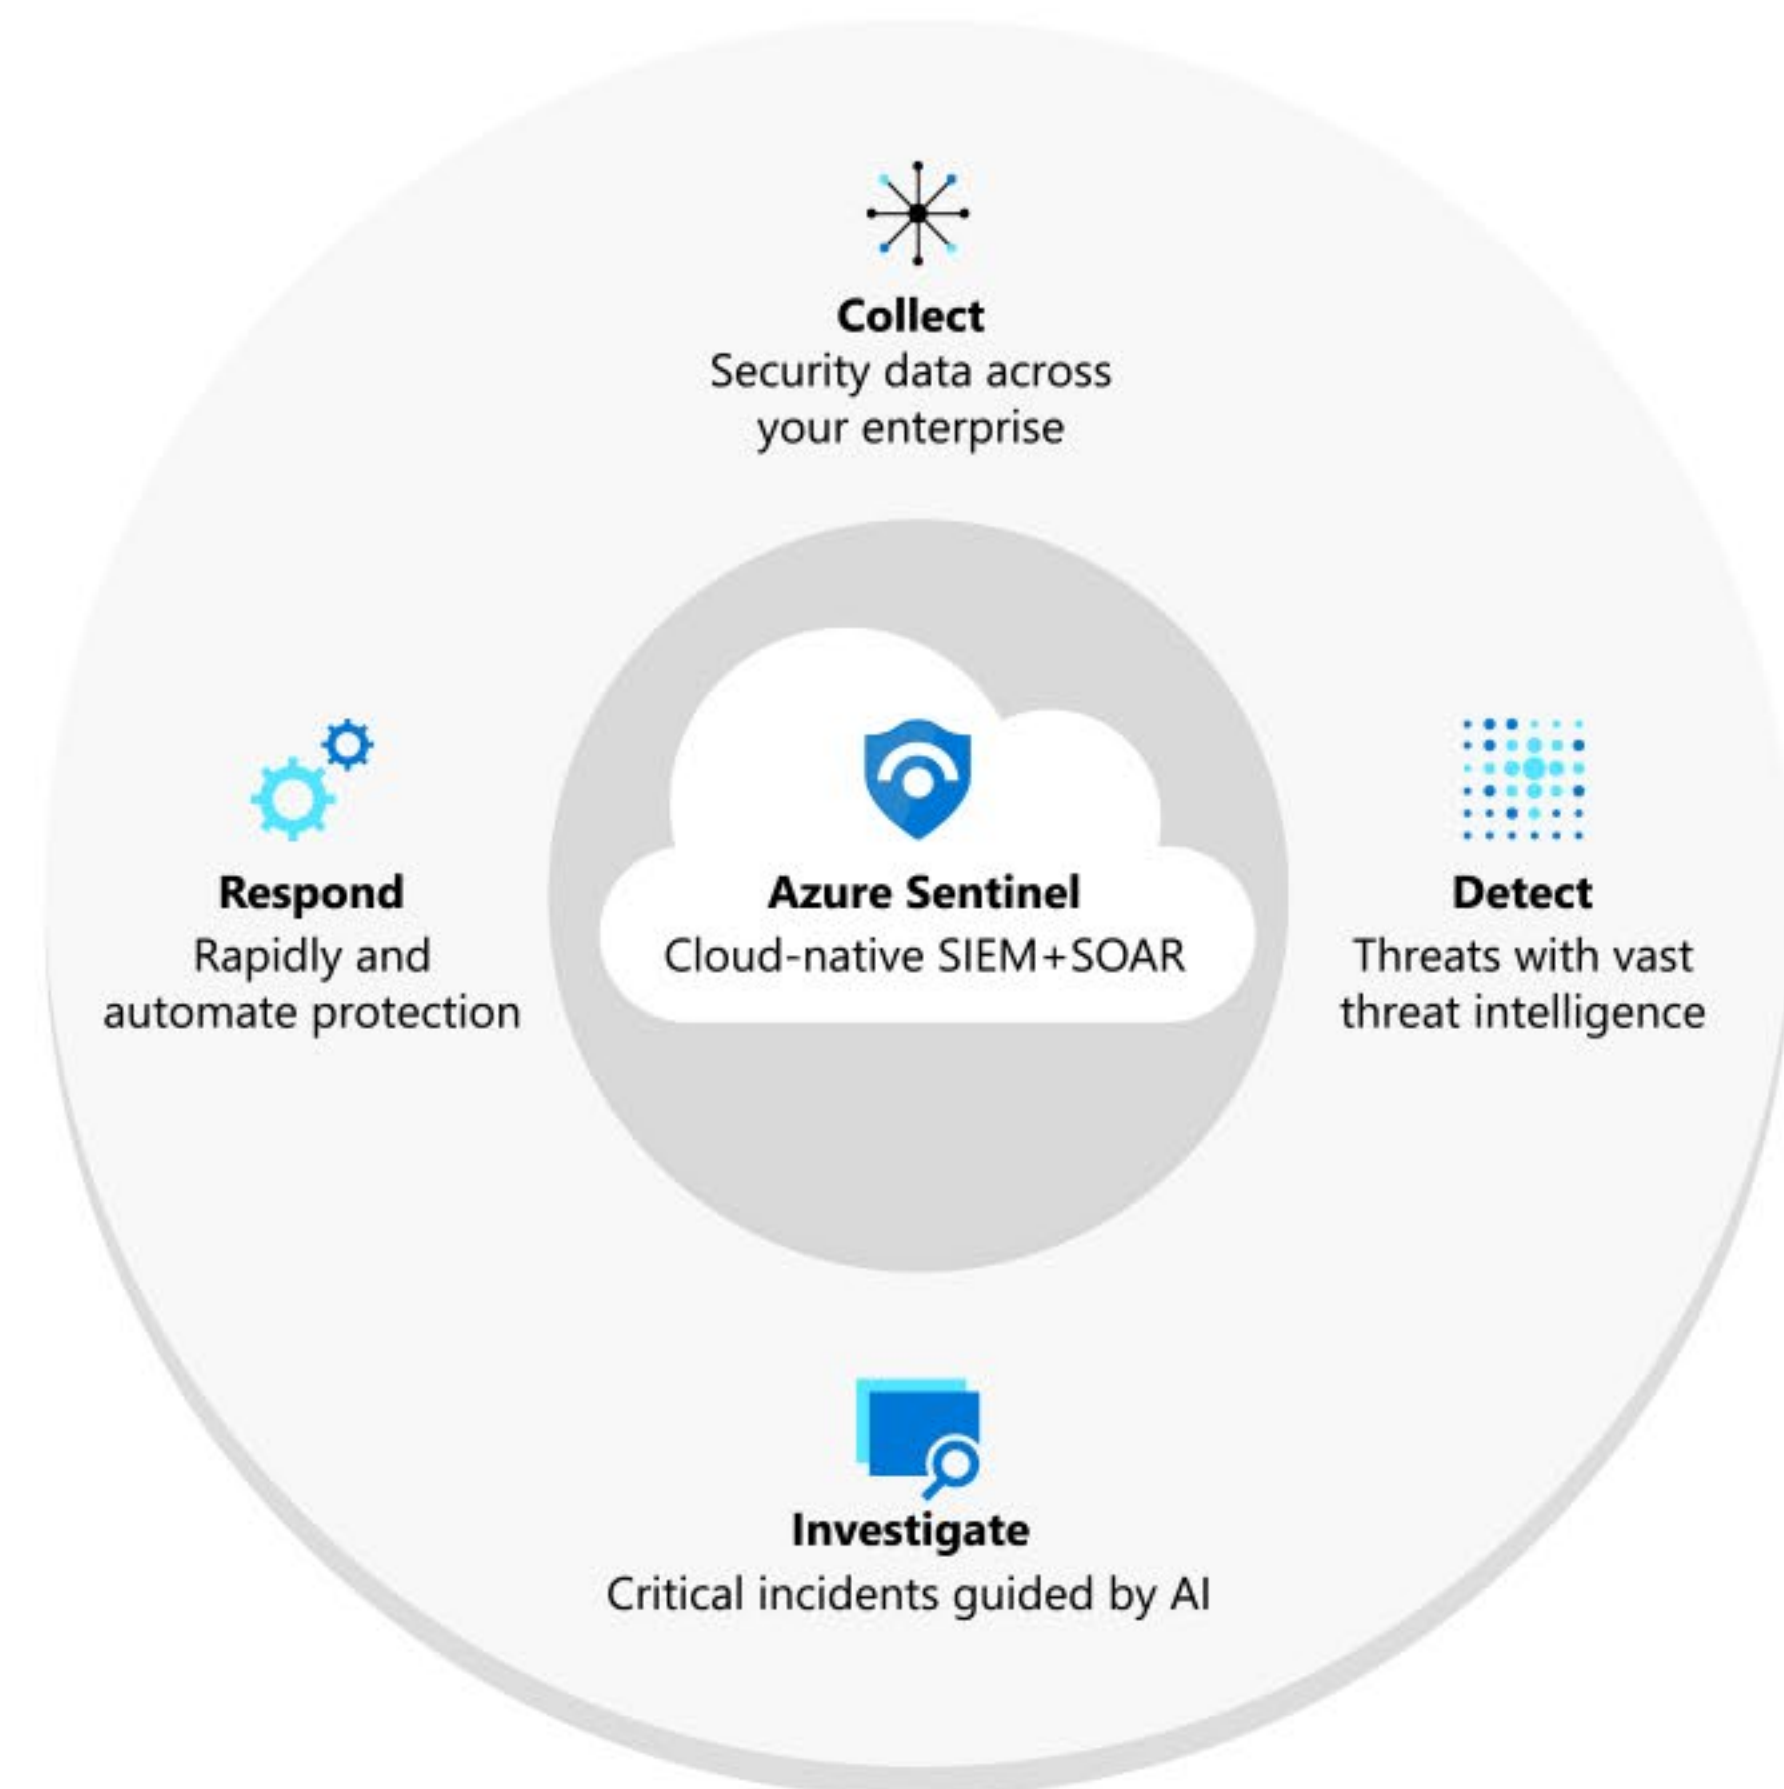 Collect
Security data across
your enterprise
Respond
Rapidly and
automate protection
Azure Sentinel
Cloud-native SIEM+SOAR
Detect
Threats with vast
threat intelligence
Investigate
Critical incidents guided by AI